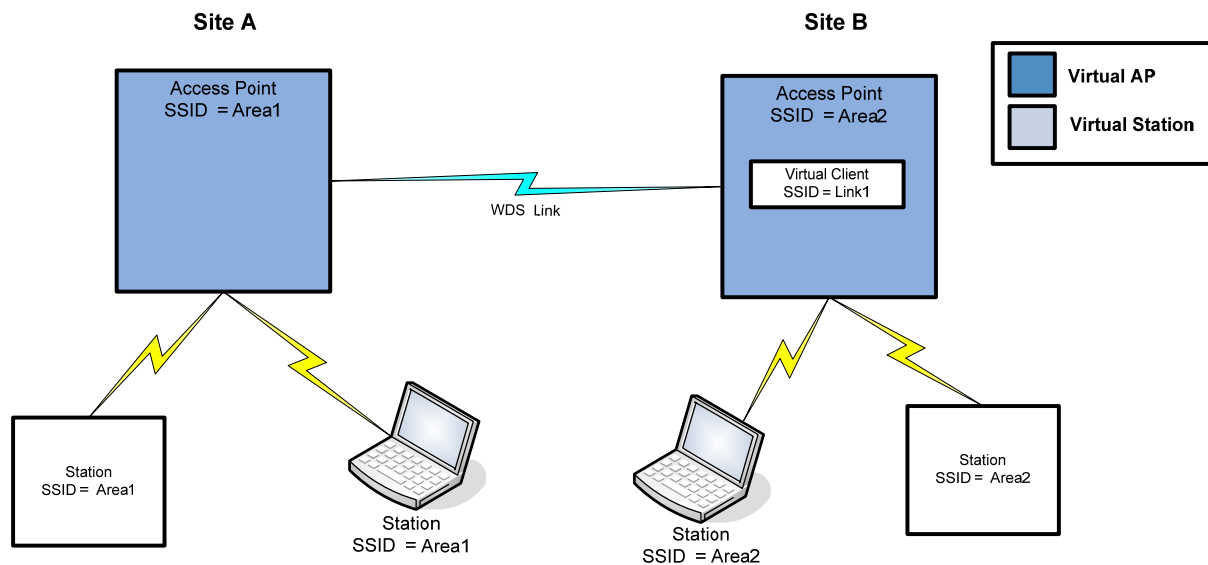 Site A
Site B
Access Point
SSID = Area1
Access Point
SSID = Area2
Virtual Client
SSID = Link1
WDS Link
Virtual AP
Virtual Station
Station
SSID = Area1
Station
SSID = Area1
Station
SSID = Area2
Station
SSID = Area2